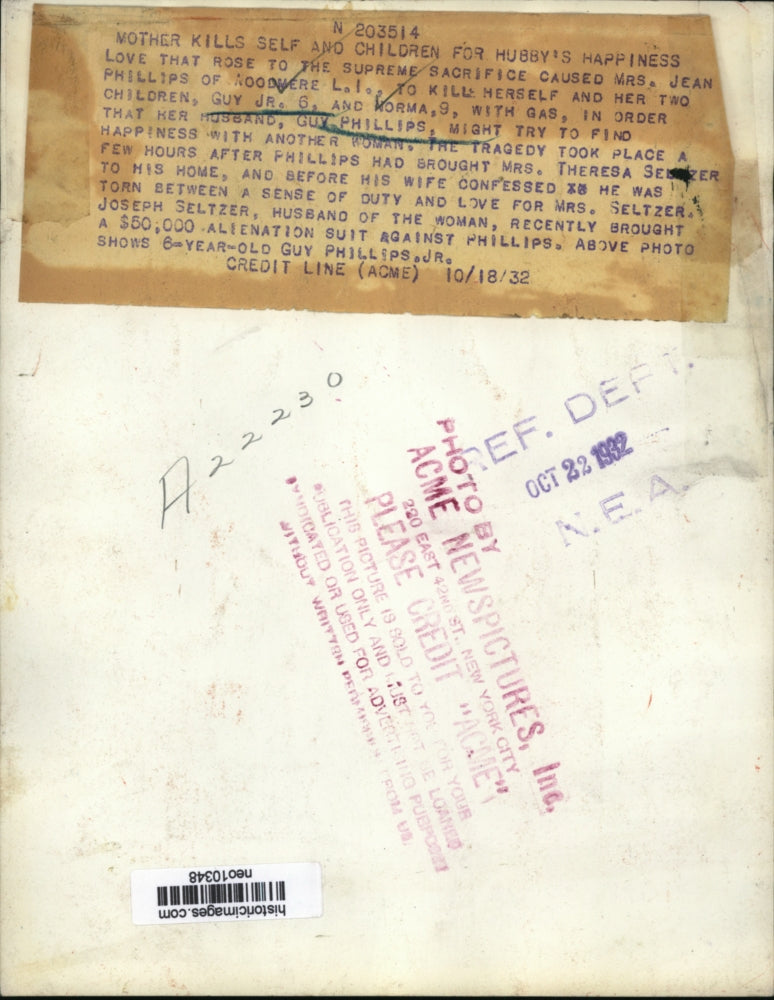 N 203514
MOTHER KILLS SELF AND CHILDREN FOR HUBBY'S HAPPINESS
LOVE THAT ROSE TO THE SUPREME SACRIFICE CAUSED MRS. JEAN
PHILLIPS OF WOODMERE L.I., TO KILL HERSELF AND HER TWO
CHILDREN, GUY JR. 6, AND NORMA,9, WITH GAS, IN ORDER
THAT HER HUSBAND, GUY PHILLIPS, MIGHT TRY TO FIND
HAPPINESS WITH ANOTHER WOMAN. THE TRAGEDY TOOK PLACE A
FEW HOURS AFTER PHILLIPS HAD BROUGHT MRS. THERESA SELTZER
TO HIS HOME, AND BEFORE HIS WIFE CONFESSED HE WAS
TORN BETWEEN A SENSE OF DUTY AND LOVE FOR MRS. SELTZER.
JOSEPH SELTZER, HUSBAND OF THE WOMAN, RECENTLY BROUGHT
A $50,000 ALIENATION SUIT AGAINST PHILLIPS. ABOVE PHOTO
SHOWS 6-YEAR-OLD GUY PHILLIPS,JR.
CREDIT LINE (ACME) 10/18/32
A22230
REF. DEPT.
OCT 22 1932
N.E.A.
PHOTO BY
ACME NEWSPICTURES, Inc.
220 EAST 42ND ST., NEW YORK CITY
PLEASE CREDIT "ACME"
THIS PICTURE IS SOLD TO YOU FOR YOUR
PUBLICATION ONLY AND MUST NOT BE LOANED
SYNDICATED OR USED FOR ADVERTISING PURPOSES
WITHOUT WRITTEN PERMISSION FROM US.
historicimages.com
neo10348